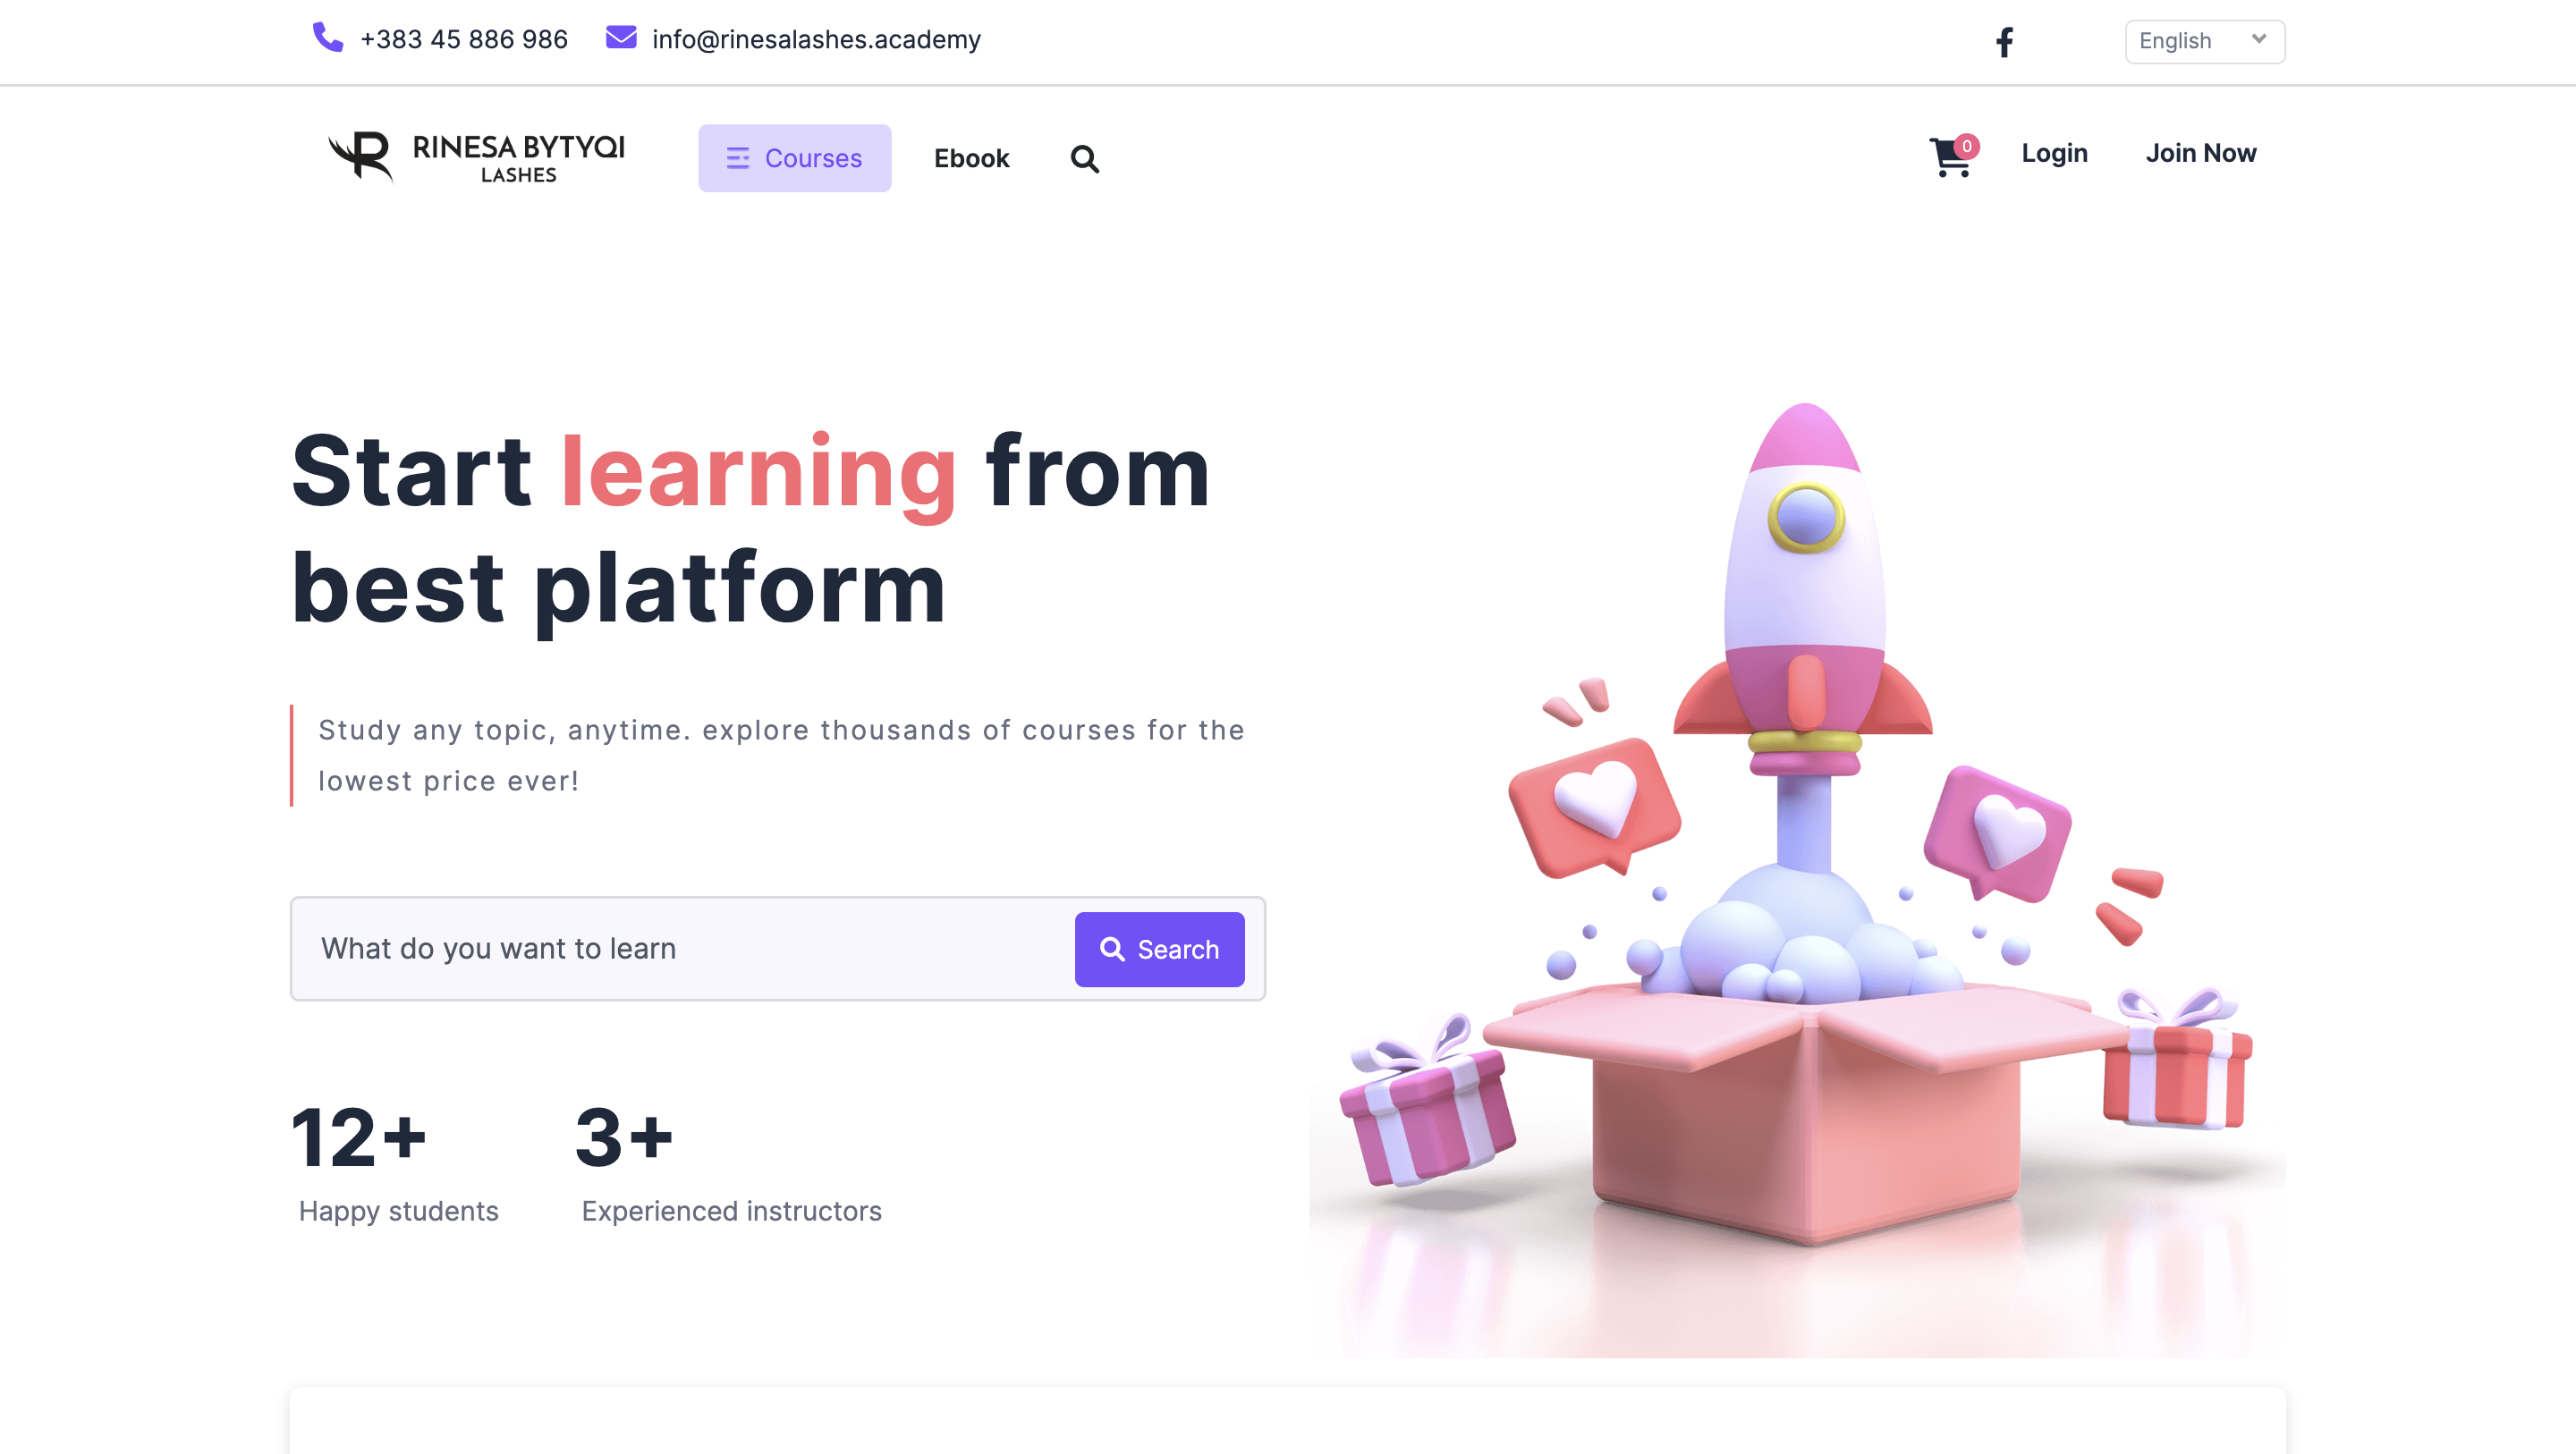 +383 45 886 986
info@rinesalashes.academy
English
RINESA BYTYQI
LASHES
Courses
Ebook
0
Login
Join Now
Start learning from
best platform
Study any topic, anytime. explore thousands of courses for the
lowest price ever!
What do you want to learn
Search
12+
3+
Happy students
Experienced instructors